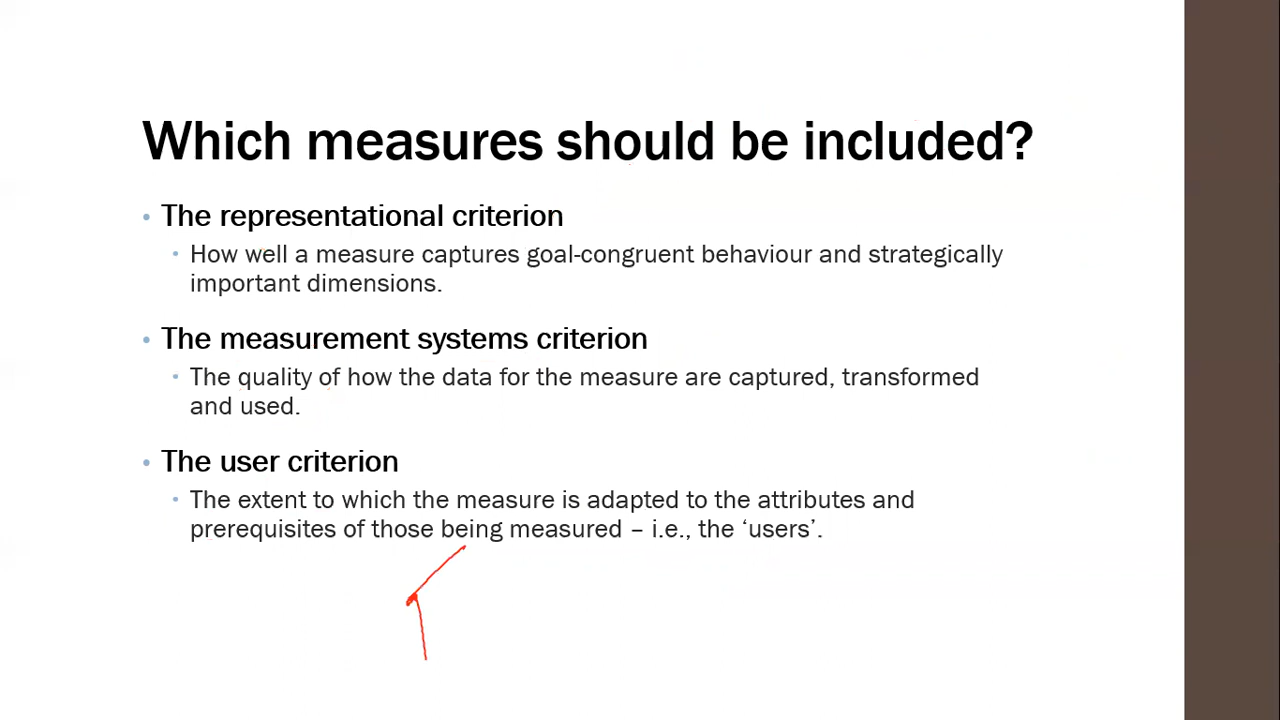 Which measures should be included?
• The representational criterion
• How well a measure captures goal-congruent behaviour and strategically
important dimensions.
• The measurement systems criterion
• The quality of how the data for the measure are captured, transformed
and used.
• The user criterion
• The extent to which the measure is adapted to the attributes and
prerequisites of those being measured – i.e., the ‘users’.